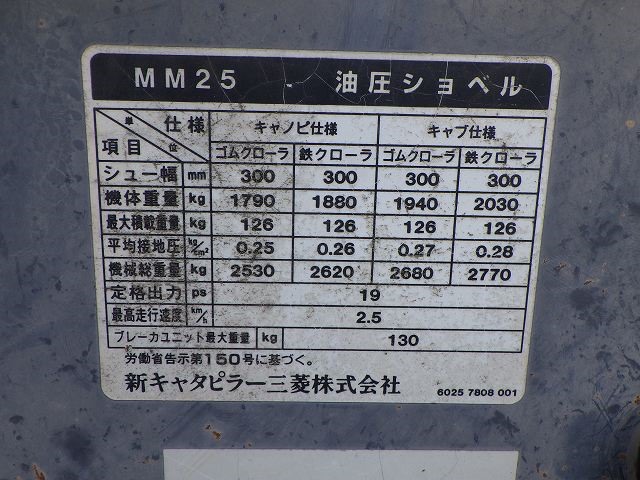 MM25 油圧ショベル
単位 仕様 キャノピ仕様 キャブ仕様
項目 ゴムクローラ 鉄クローラ ゴムクローラ 鉄クローラ
シュー幅 mm 300 300 300 300
機体重量 kg 1790 1880 1940 2030
最大積載重量 kg 126 126 126 126
平均接地圧 kg/cm² 0.25 0.26 0.27 0.28
機械総重量 kg 2530 2620 2680 2770
定格出力 ps 19
最高走行速度 km/h 2.5
ブレーカユニット最大重量 kg 130
労働省告示第150号に基づく。
新キャタピラー三菱株式会社 6025 7808 001